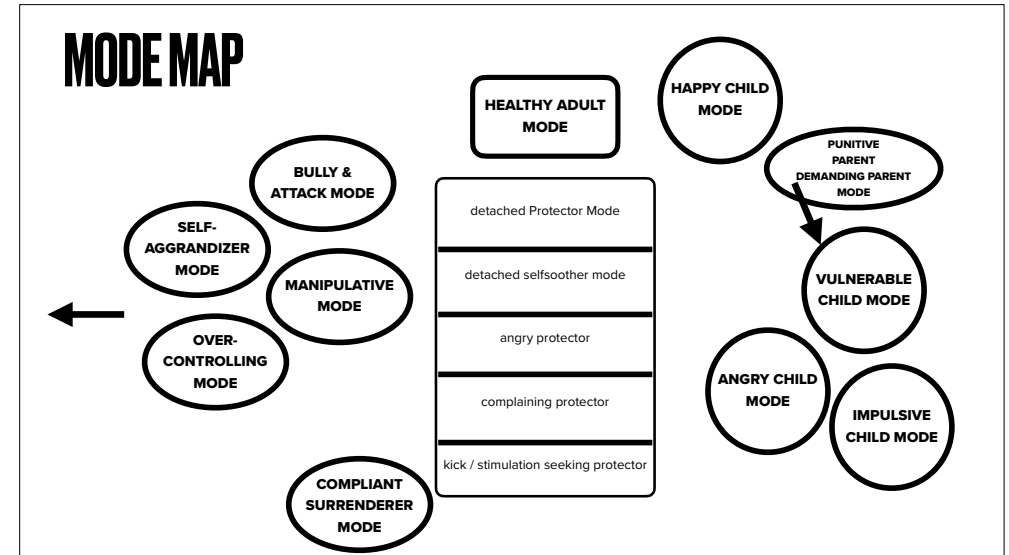 MODE MAP
HEALTHY ADULT
MODE
HAPPY CHILD
MODE
PUNITIVE
PARENT
DEMANDING PARENT
MODE
BULLY &
ATTACK MODE
SELF-
AGGRANDIZER
MODE
MANIPULATIVE
MODE
OVER-
CONTROLLING
MODE
COMPLIANT
SURRENDERER
MODE
detached Protector Mode
detached selfsoother mode
angry protector
complaining protector
kick / stimulation seeking protector
VULNERABLE
CHILD MODE
ANGRY CHILD
MODE
IMPULSIVE
CHILD MODE